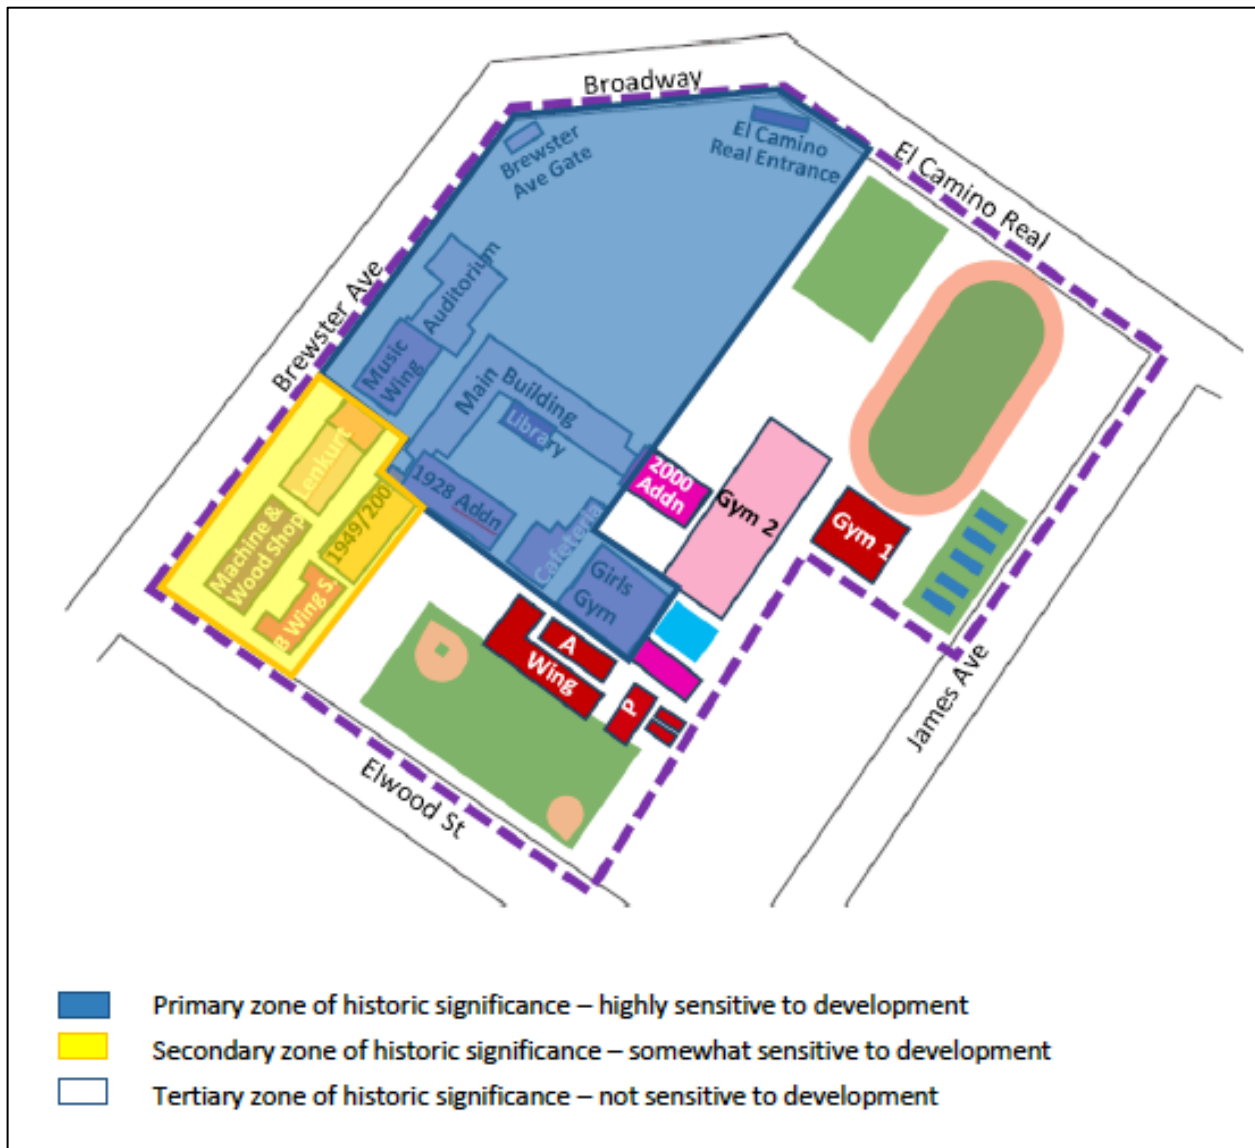 Broadway
Brewster
Ave Gate
El Camino
Real Entrance
El Camino Real
Brewster Ave
Auditorium
Music
Wing
Main
Building
Library
Lenkurt
1928 Addn
2000
Addn
Gym 2
Gym 1
Machine &
Wood Shop
1949/200
Cafeteria
Girls
Gym
B Wing S.
A
Wing
P
James Ave
Elwood St
Primary zone of historic significance – highly sensitive to development
Secondary zone of historic significance – somewhat sensitive to development
Tertiary zone of historic significance – not sensitive to development